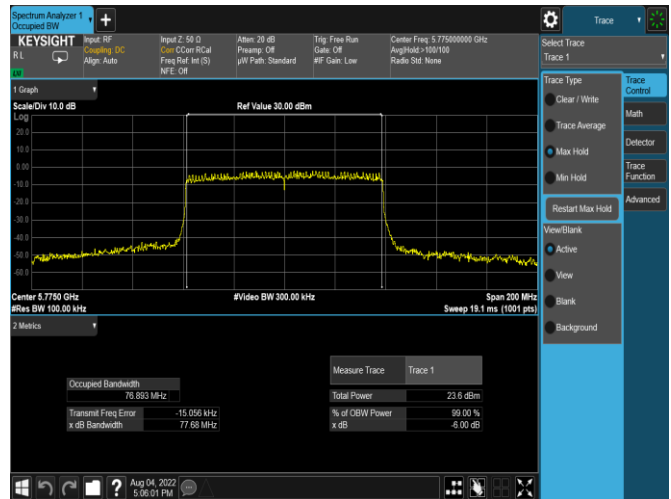 Spectrum Analyzer 1
Occupied BW
KEYSIGHT
R L
LV
Input: RF
Coupling: DC
Align: Auto
Input Z: 50 Ω
Corr CCorr RCal
Freq Ref: Int (S)
NFE: Off
Atten: 20 dB
Preamp: Off
µW Path: Standard
Trig: Free Run
Gate: Off
#IF Gain: Low
Center Freq: 5.775000000 GHz
Avg|Hold:>100/100
Radio Std: None
1 Graph
Scale/Div 10.0 dB
Ref Value 30.00 dBm
Log
20.0
10.0
0.00
-10.0
-20.0
-30.0
-40.0
-50.0
-60.0
Center 5.7750 GHz
#Video BW 300.00 kHz
Span 200 MHz
#Res BW 100.00 kHz
Sweep 19.1 ms (1001 pts)
2 Metrics
Measure Trace
Trace 1
Occupied Bandwidth
76.893 MHz
Total Power
23.6 dBm
Transmit Freq Error
-15.056 kHz
% of OBW Power
99.00 %
x dB Bandwidth
77.68 MHz
x dB
-6.00 dB
Aug 04, 2022
5:06:01 PM
?
Trace
Select Trace
Trace 1
Trace Type
Clear / Write
Trace Average
Max Hold
Min Hold
Restart Max Hold
View/Blank
Active
View
Blank
Background
Trace
Control
Math
Detector
Trace
Function
Advanced